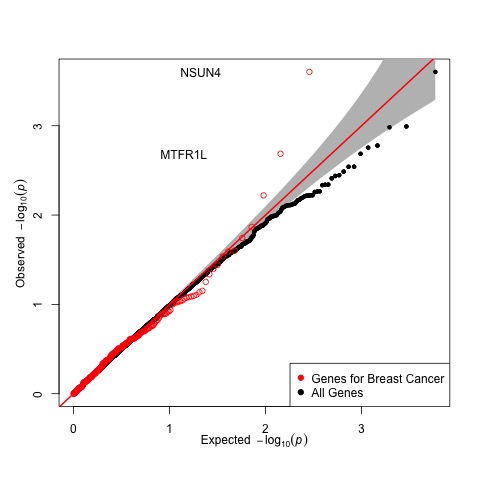 NSUN4
MTFR1L
Observed −log₁₀(p)
3
2
1
0
0 1 2 3
Expected −log₁₀(p)
Genes for Breast Cancer
All Genes